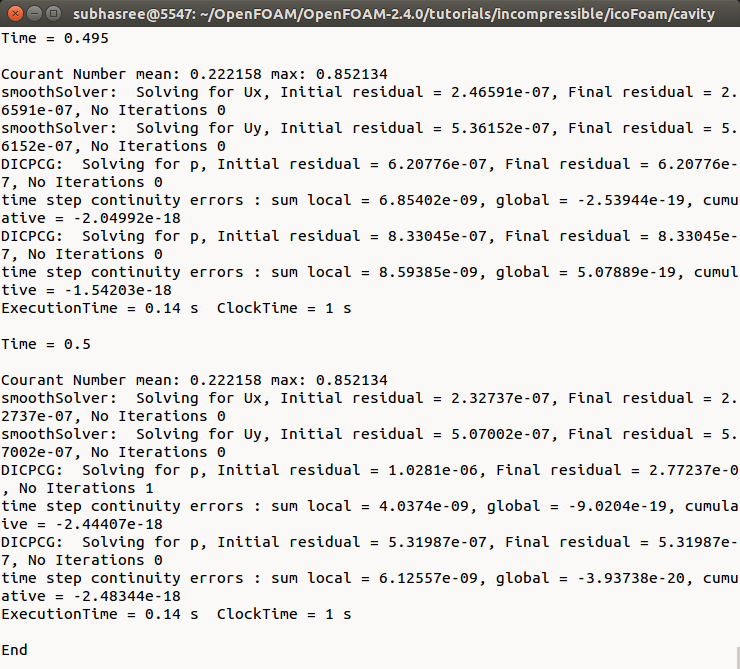 subhasree@5547: ~/OpenFOAM/OpenFOAM-2.4.0/tutorials/incompressible/icoFoam/cavity
Time = 0.495
Courant Number mean: 0.222158 max: 0.852134
smoothSolver:  Solving for Ux, Initial residual = 2.46591e-07, Final residual = 2.
6591e-07, No Iterations 0
smoothSolver:  Solving for Uy, Initial residual = 5.36152e-07, Final residual = 5.
6152e-07, No Iterations 0
DICPCG:  Solving for p, Initial residual = 6.20776e-07, Final residual = 6.20776e-
7, No Iterations 0
time step continuity errors : sum local = 6.85402e-09, global = -2.53944e-19, cumu
ative = -2.04992e-18
DICPCG:  Solving for p, Initial residual = 8.33045e-07, Final residual = 8.33045e-
7, No Iterations 0
time step continuity errors : sum local = 8.59385e-09, global = 5.07889e-19, cumul
tive = -1.54203e-18
ExecutionTime = 0.14 s  ClockTime = 1 s
Time = 0.5
Courant Number mean: 0.222158 max: 0.852134
smoothSolver:  Solving for Ux, Initial residual = 2.32737e-07, Final residual = 2.
2737e-07, No Iterations 0
smoothSolver:  Solving for Uy, Initial residual = 5.07002e-07, Final residual = 5.
7002e-07, No Iterations 0
DICPCG:  Solving for p, Initial residual = 1.0281e-06, Final residual = 2.77237e-0
, No Iterations 1
time step continuity errors : sum local = 4.0374e-09, global = -9.0204e-19, cumula
ive = -2.44407e-18
DICPCG:  Solving for p, Initial residual = 5.31987e-07, Final residual = 5.31987e-
7, No Iterations 0
time step continuity errors : sum local = 6.12557e-09, global = -3.93738e-20, cumu
ative = -2.48344e-18
ExecutionTime = 0.14 s  ClockTime = 1 s
End